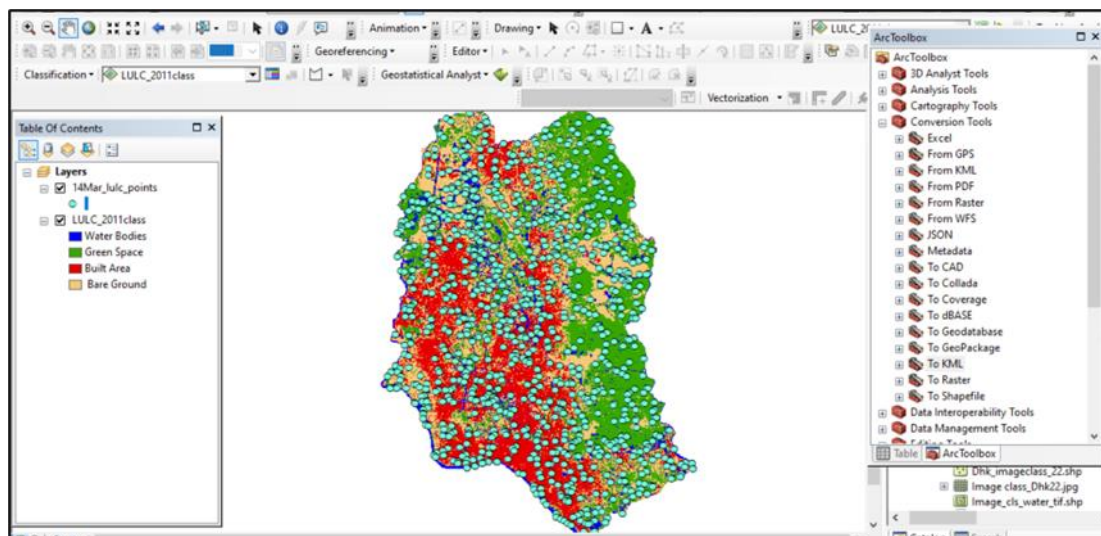 Animation
Drawing
A
LULC_2
Georeferencing
Editor
Classification
LULC_2011class
Geostatistical Analyst
Vectorization
Table Of Contents
Layers
14Mar_lulc_points
LULC_2011class
Water Bodies
Green Space
Built Area
Bare Ground
ArcToolbox
ArcToolbox
3D Analyst Tools
Analysis Tools
Cartography Tools
Conversion Tools
Excel
From GPS
From KML
From PDF
From Raster
From WFS
JSON
Metadata
To CAD
To Collada
To Coverage
To dBASE
To Geodatabase
To GeoPackage
To KML
To Raster
To Shapefile
Data Interoperability Tools
Data Management Tools
Table ArcToolbox
Dhk_imageclass_22.shp
Image class_Dhk22.jpg
Image_cls_water_tif.shp